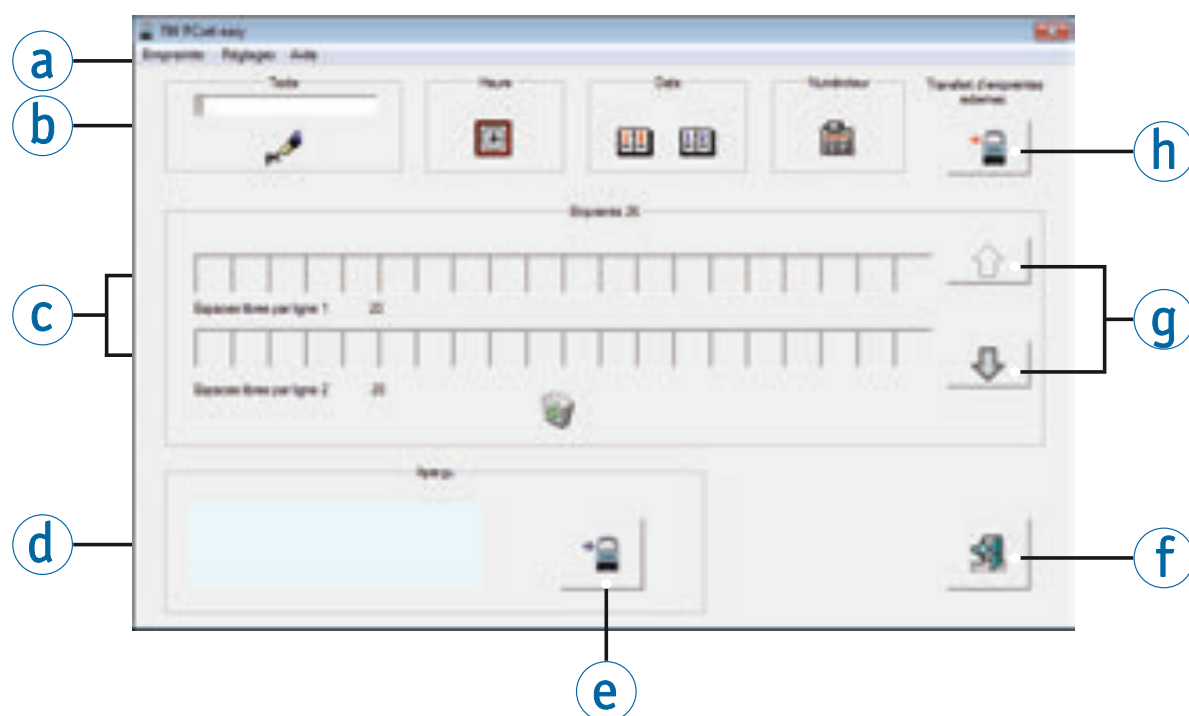 TM PCset easy
Empreinte Réglages Aide
a
Texte
Heure
Date
Numéroteur
Transfert d'empreintes
externes
b
h
Empreinte
c
Espaces libres par ligne 1 20
g
Espaces libres par ligne 2 20
Aperçu
d
f
e